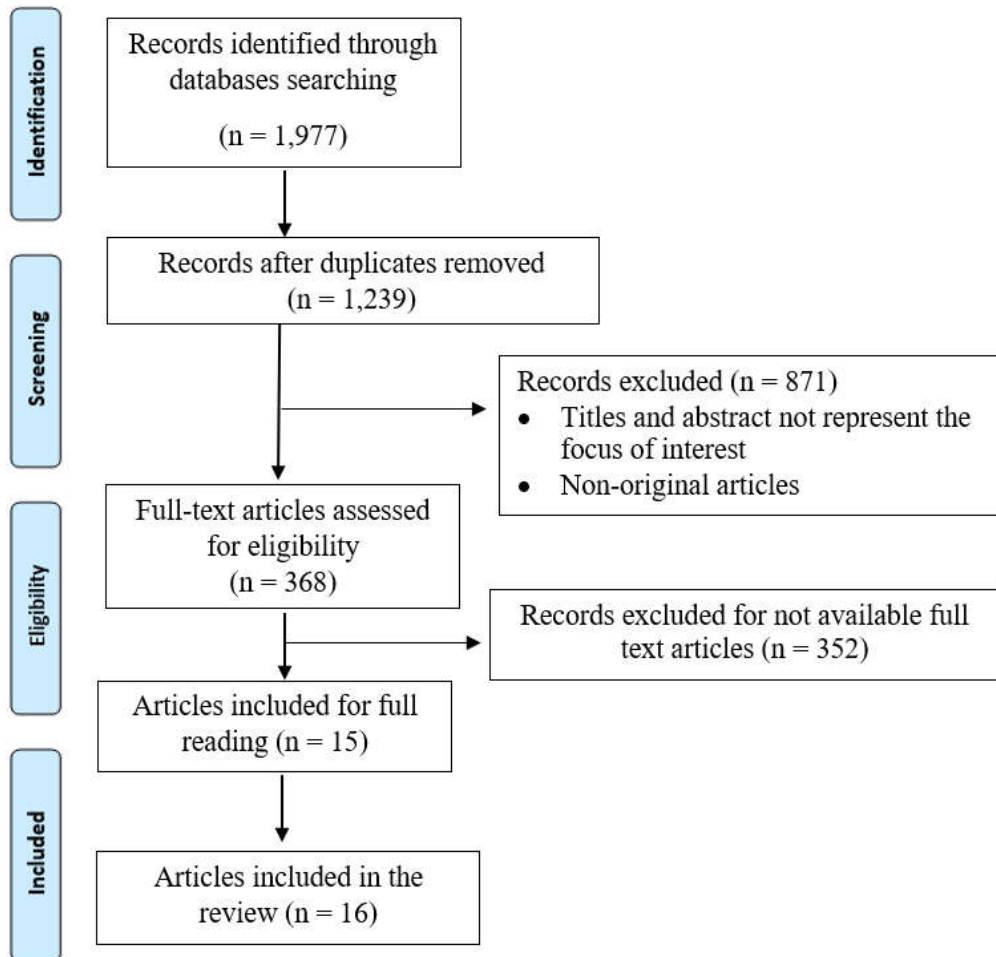 Identification
Records identified through
databases searching
(n = 1,977)
Screening
Records after duplicates removed
(n = 1,239)
Records excluded (n = 871)
• Titles and abstract not represent the
focus of interest
• Non-original articles
Eligibility
Full-text articles assessed
for eligibility
(n = 368)
Records excluded for not available full
text articles (n = 352)
Articles included for full
reading (n = 15)
Included
Articles included in the
review (n = 16)